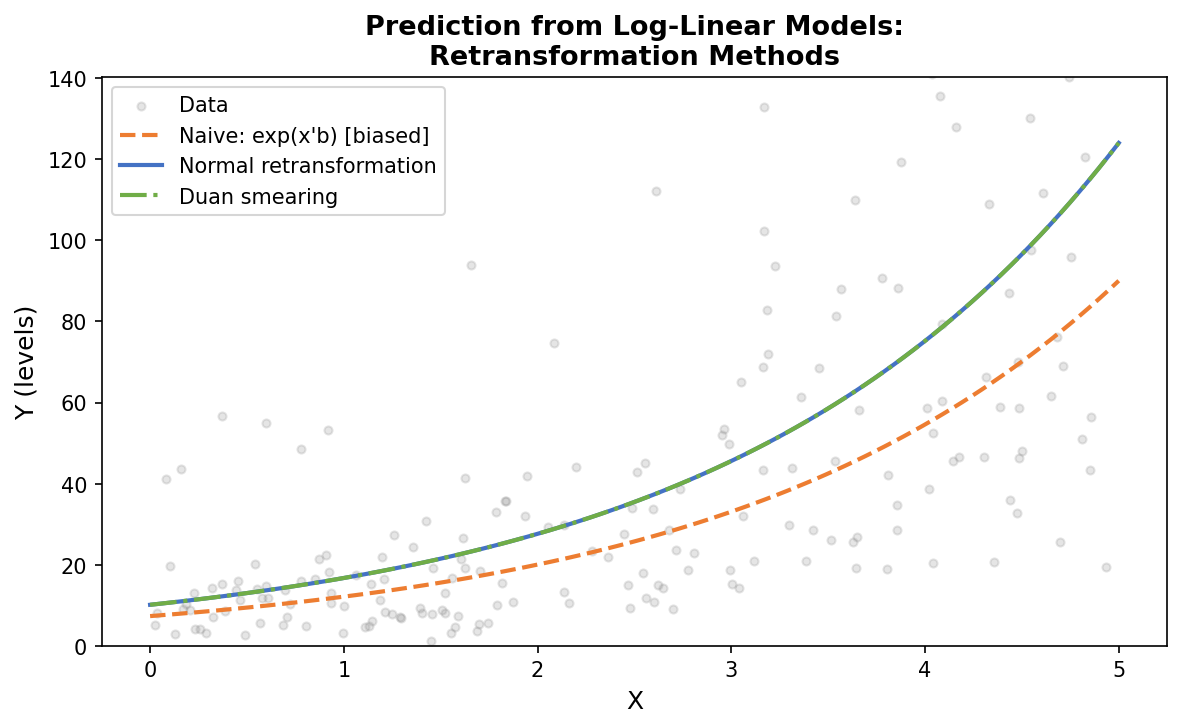 Prediction from Log-Linear Models:
Retransformation Methods
Data
Naive: exp(x'b) [biased]
Normal retransformation
Duan smearing
Y (levels)
140
120
100
80
60
40
20
0
0 1 2 3 4 5
X